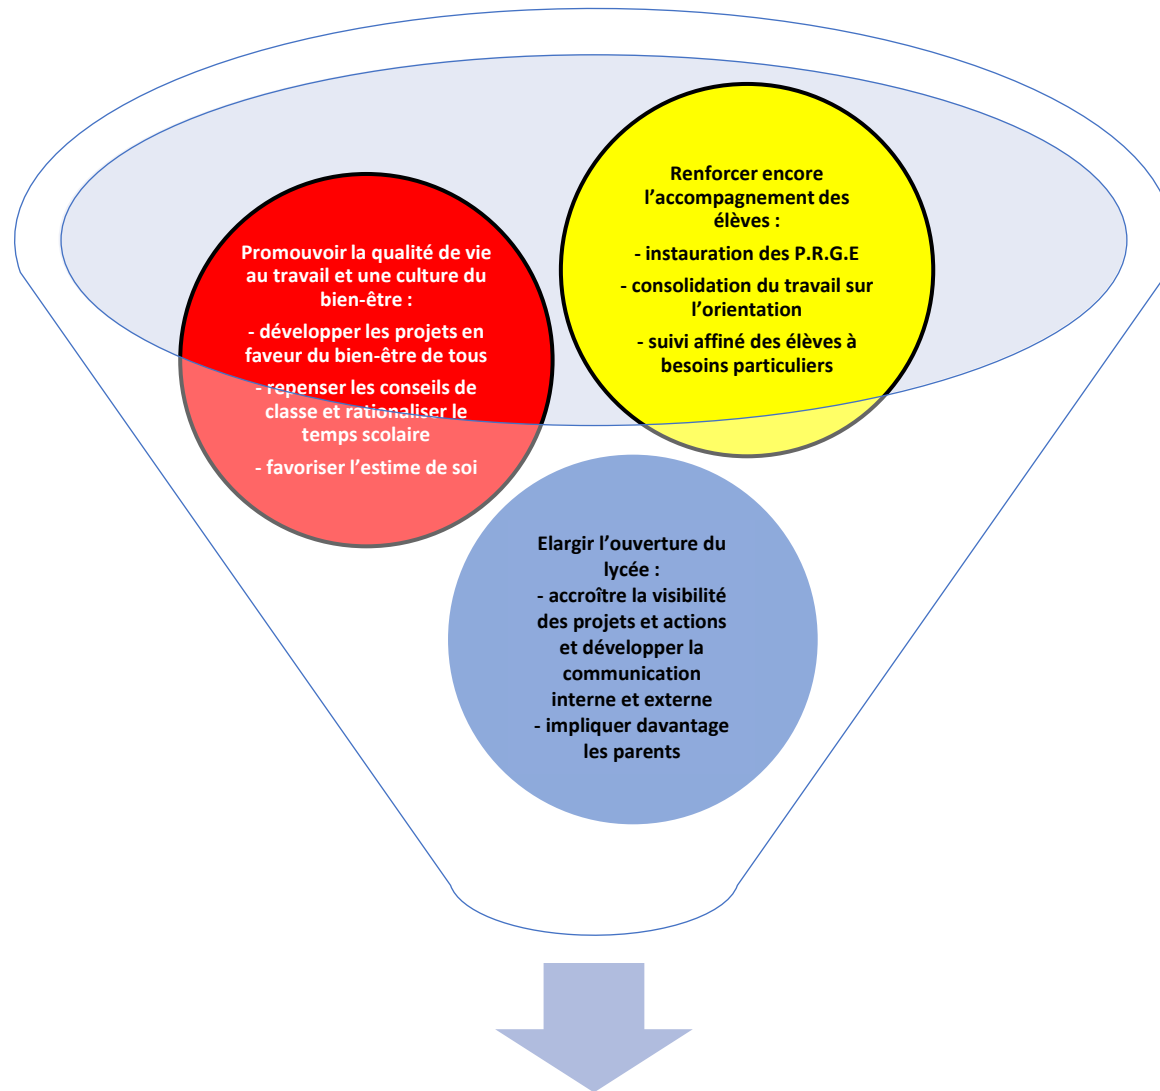 Promouvoir la qualité de vie
au travail et une culture du
bien-être :
- développer les projets en
faveur du bien-être de tous
- repenser les conseils de
classe et rationaliser le
temps scolaire
- favoriser l’estime de soi
Renforcer encore
l’accompagnement des
élèves :
- instauration des P.R.G.E
- consolidation du travail sur
l’orientation
- suivi affiné des élèves à
besoins particuliers
Elargir l’ouverture du
lycée :
- accroître la visibilité
des projets et actions
et développer la
communication
interne et externe
- impliquer davantage
les parents